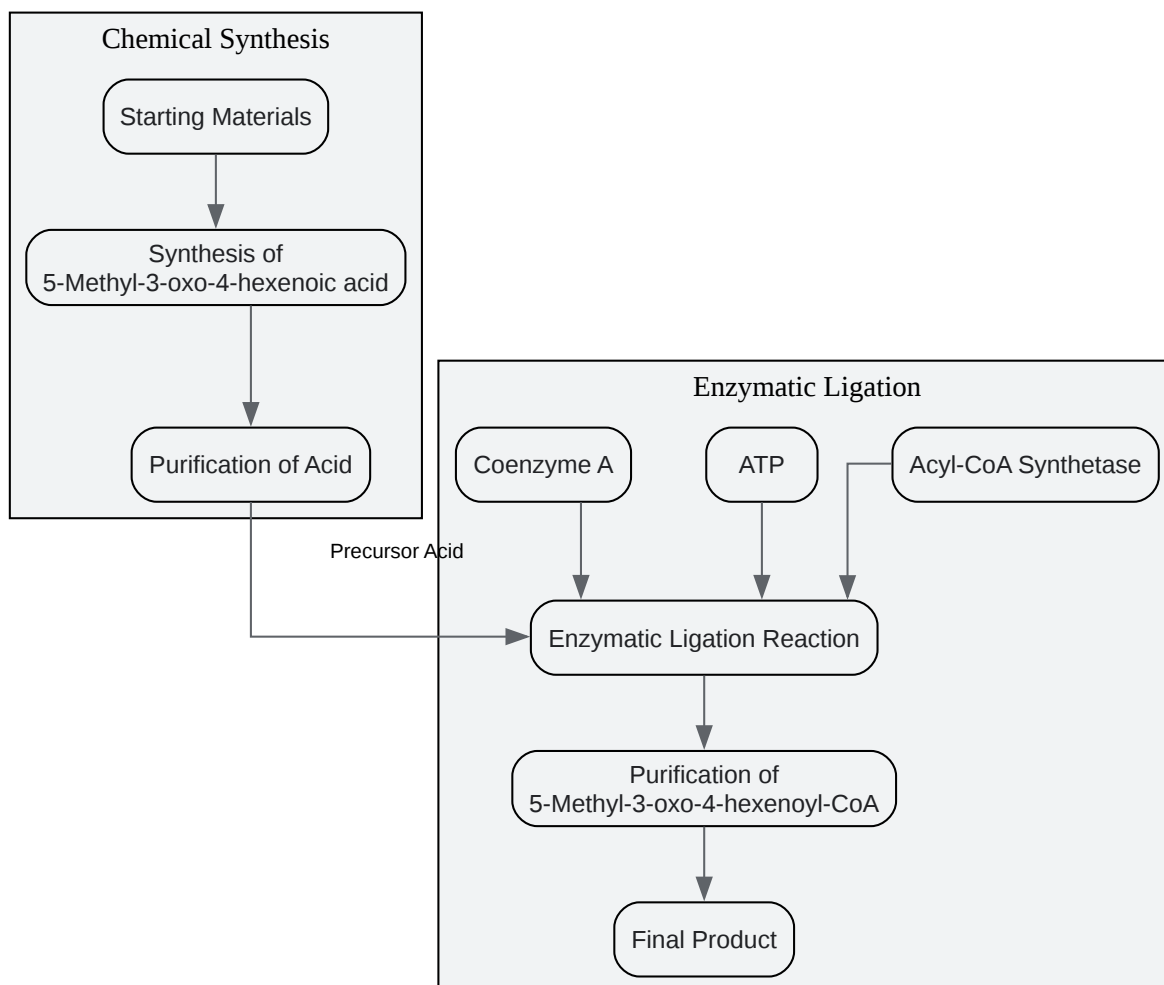 Chemical Synthesis
Starting Materials
Synthesis of
5-Methyl-3-oxo-4-hexenoic acid
Purification of Acid
Precursor Acid
Enzymatic Ligation
Coenzyme A
ATP
Acyl-CoA Synthetase
Enzymatic Ligation Reaction
Purification of
5-Methyl-3-oxo-4-hexenoyl-CoA
Final Product